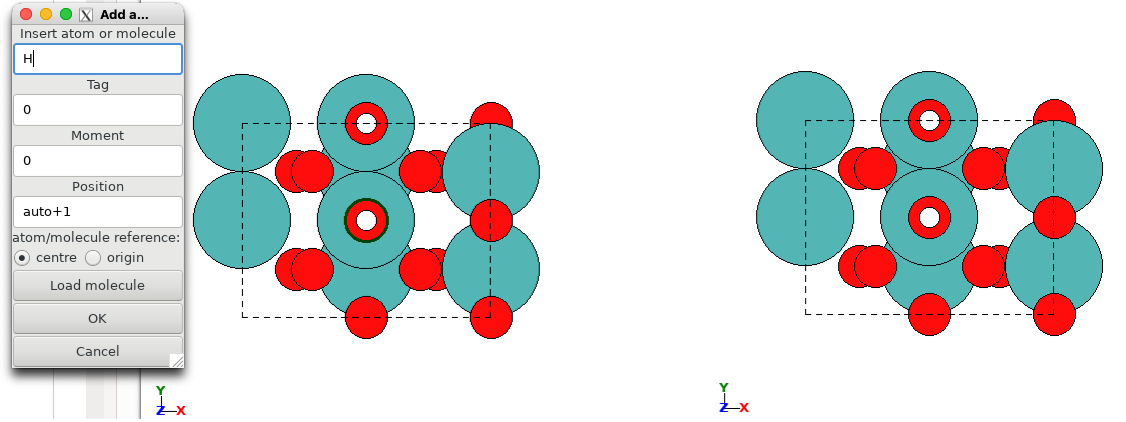 Add a...
Insert atom or molecule
H
Tag
0
Moment
0
Position
auto+1
atom/molecule reference:
centre origin
Load molecule
OK
Cancel
Y
Z X
Y
Z X